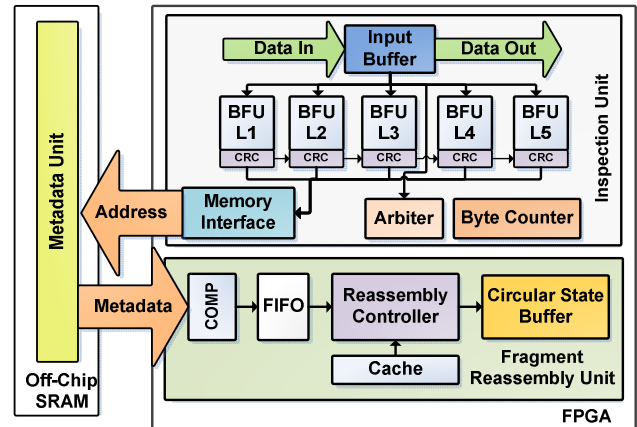 Data In
Input
Buffer
Data Out
BFU
L1
CRC
BFU
L2
CRC
BFU
L3
CRC
BFU
L4
CRC
BFU
L5
CRC
Inspection Unit
Metadata Unit
Address
Memory
Interface
Arbiter
Byte Counter
Metadata
COMP
FIFO
Reassembly
Controller
Circular State
Buffer
Cache
Fragment
Reassembly Unit
Off-Chip
SRAM
FPGA